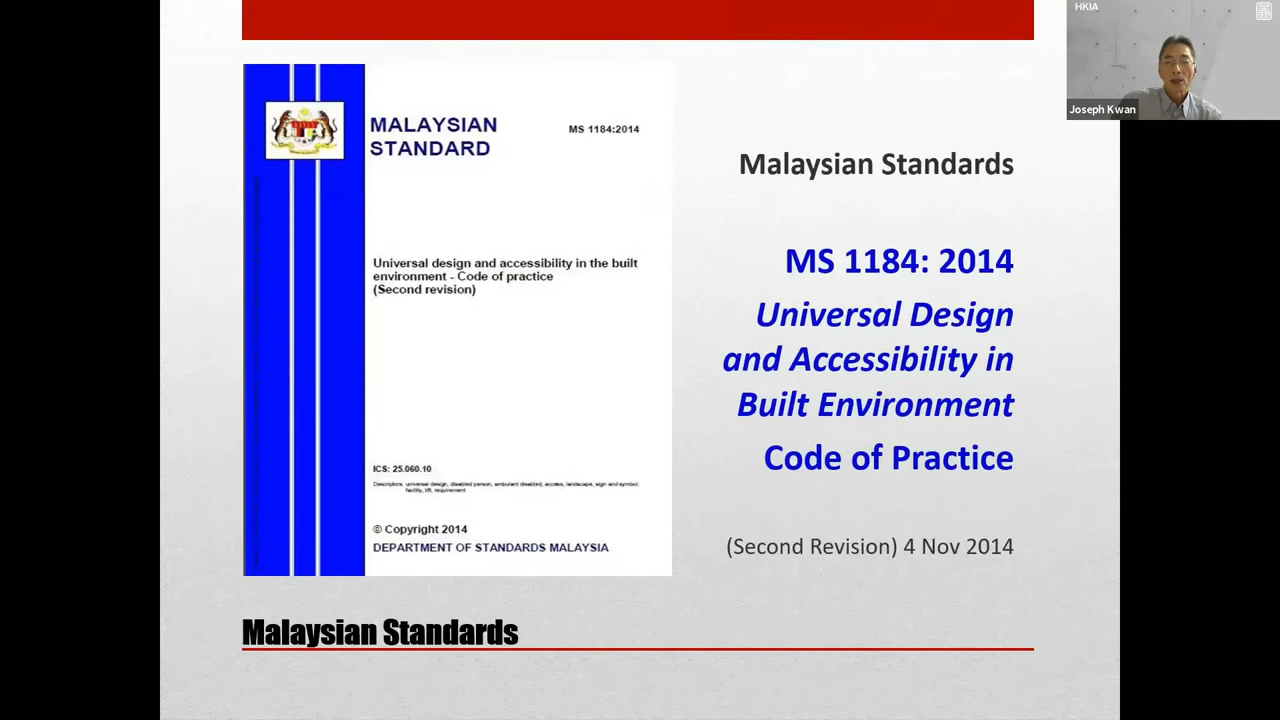 HKIA
Joseph Kwan
MALAYSIAN
STANDARD
MS 1184:2014
Universal design and accessibility in the built
environment - Code of practice
(Second revision)
ICS: 25.060.10
Descriptors: universal design, disabled person, ambulant disabled, access, landscape, sign and symbol,
facility, lift, requirement
© Copyright 2014
DEPARTMENT OF STANDARDS MALAYSIA
Malaysian Standards
MS 1184: 2014
Universal Design
and Accessibility in
Built Environment
Code of Practice
(Second Revision) 4 Nov 2014
Malaysian Standards